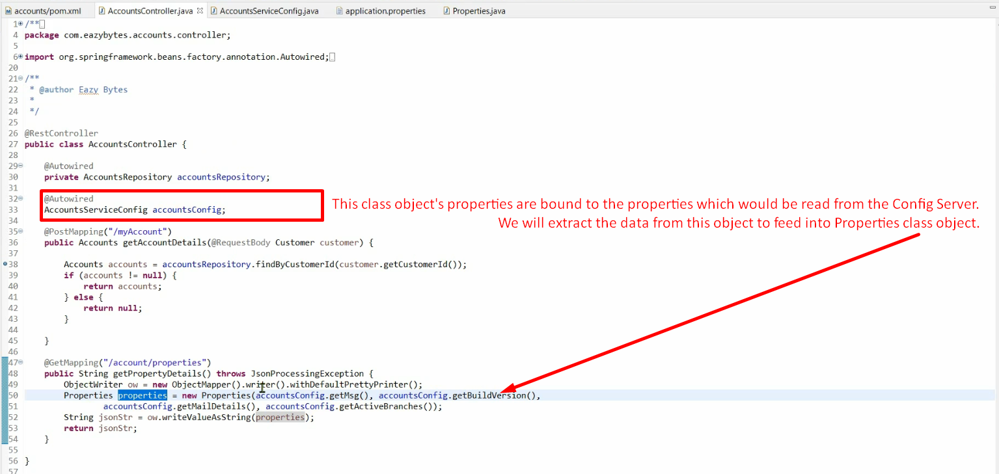 accounts/pom.xml AccountsController.java AccountsServiceConfig.java application.properties Properties.java
1 /**
4 package com.eazybytes.accounts.controller;
5
6 import org.springframework.beans.factory.annotation.Autowired;
20
21 /**
22 * @author Eazy Bytes
23 *
24 */
25
26 @RestController
27 public class AccountsController {
28
29 @Autowired
30 private AccountsRepository accountsRepository;
31
32 @Autowired
33 AccountsServiceConfig accountsConfig;
This class object's properties are bound to the properties which would be read from the Config Server.
We will extract the data from this object to feed into Properties class object.
34
35 @PostMapping("/myAccount")
36 public Accounts getAccountDetails(@RequestBody Customer customer) {
37
38 Accounts accounts = accountsRepository.findByCustomerId(customer.getCustomerId());
39 if (accounts != null) {
40 return accounts;
41 } else {
42 return null;
43 }
44
45 }
46
47 @GetMapping("/account/properties")
48 public String getPropertyDetails() throws JsonProcessingException {
49 ObjectWriter ow = new ObjectMapper().writer().withDefaultPrettyPrinter();
50 Properties properties = new Properties(accountsConfig.getMsg(), accountsConfig.getBuildVersion(),
51 accountsConfig.getMailDetails(), accountsConfig.getActiveBranches());
52 String jsonStr = ow.writeValueAsString(properties);
53 return jsonStr;
54 }
55
56 }
57